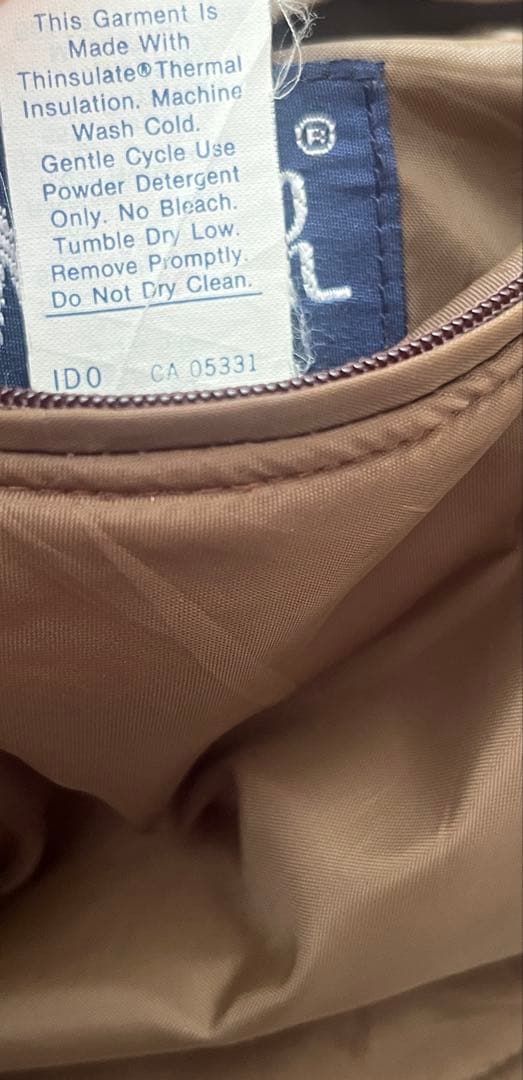 This Garment Is
Made With
Thinsulate® Thermal
Insulation. Machine
Wash Cold.
Gentle Cycle Use
Powder Detergent
Only. No Bleach.
Tumble Dry Low.
Remove Promptly.
Do Not Dry Clean.
ID0 CA 05331
®
L